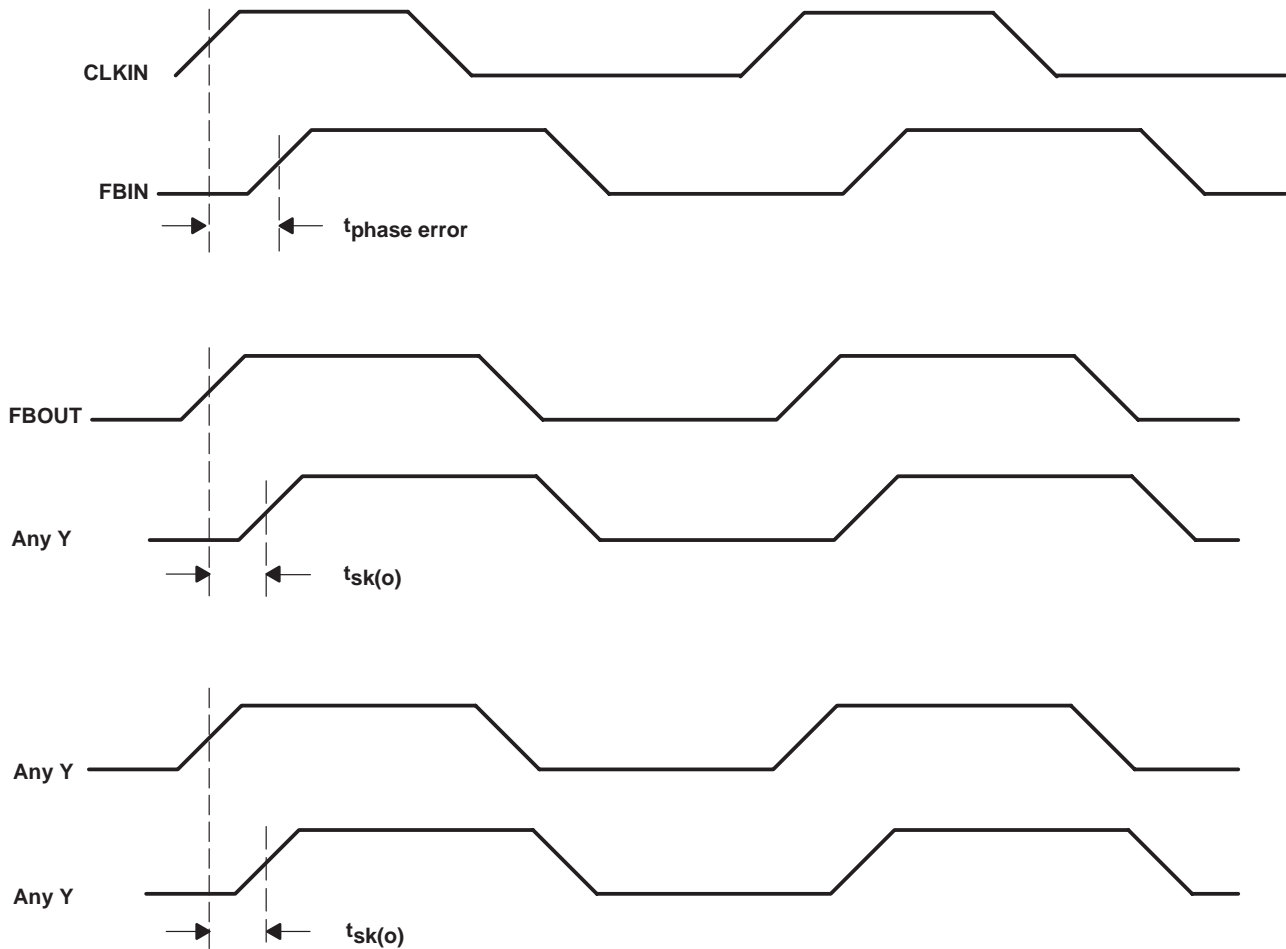 CLKIN
FBIN
tphase error
FBOUT
Any Y
tsk(o)
Any Y
Any Y
tsk(o)